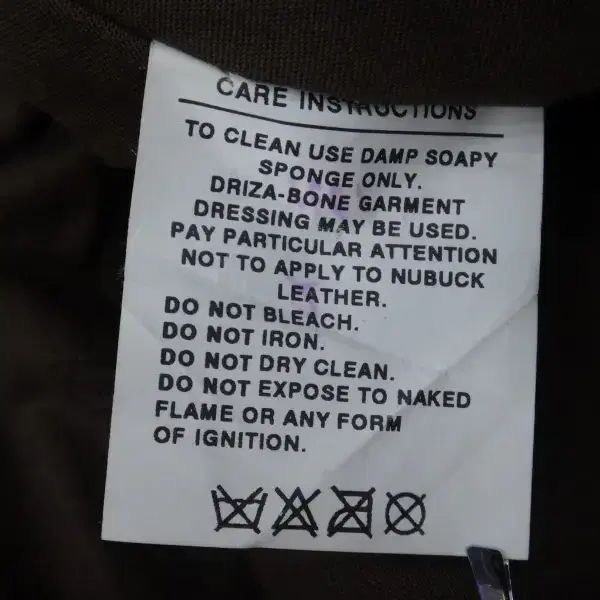 CARE INSTRUCTIONS
TO CLEAN USE DAMP SOAPY
SPONGE ONLY.
DRIZA-BONE GARMENT
DRESSING MAY BE USED.
PAY PARTICULAR ATTENTION
NOT TO APPLY TO NUBUCK
LEATHER.
DO NOT BLEACH.
DO NOT IRON.
DO NOT DRY CLEAN.
DO NOT EXPOSE TO NAKED
FLAME OR ANY FORM
OF IGNITION.